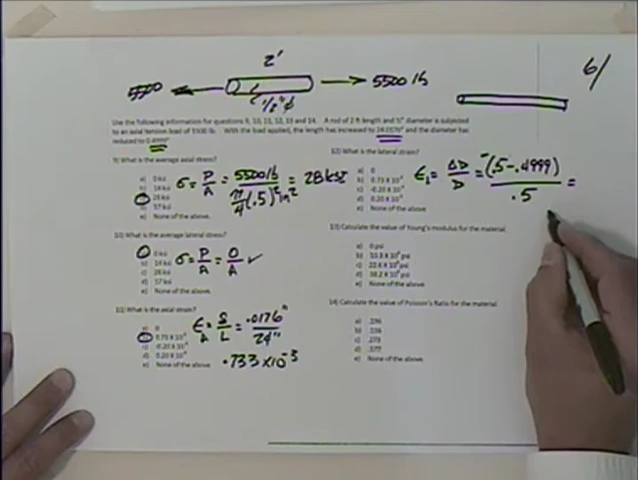 2'
5500 5500 lb
1/2" ϕ
6/
Use the following information for questions 9, 10, 11, 12, 13 and 14. A rod of 2 ft length and ½" diameter is subjected
to an axial tension load of 5500 lb. With the load applied, the length has increased to 24.0176" and the diameter has
reduced to 0.4999"
9) What is the average axial stress?
a) 0 ksi
b) 14 ksi
c) 28 ksi
d) 57 ksi
e) None of the above.
σ = P/A = 5500 lb / π/4 (.5)² in² = 28 ksi
10) What is the average lateral stress?
a) 0 ksi
b) 14 ksi
c) 28 ksi
d) 57 ksi
e) None of the above.
σ = P/A = 0/A ✓
11) What is the axial strain?
a) 0
b) 0.73 X 10⁻³
c) -0.20 X 10⁻³
d) 0.20 X 10⁻³
e) None of the above.
ϵA = δ/L = .0176" / 24"
.733 x10⁻³
12) What is the lateral strain?
a) 0
b) 0.73 X 10⁻³
c) -0.20 X 10⁻³
d) 0.20 X 10⁻³
e) None of the above.
= ΔD/D = -(.5-.4999) / .5 =
13) Calculate the value of Young's modulus for the material.
a) 0 psi
e) None of the above.
14) Calculate the value of Poisson's Ratio for the material.
e) None of the above.